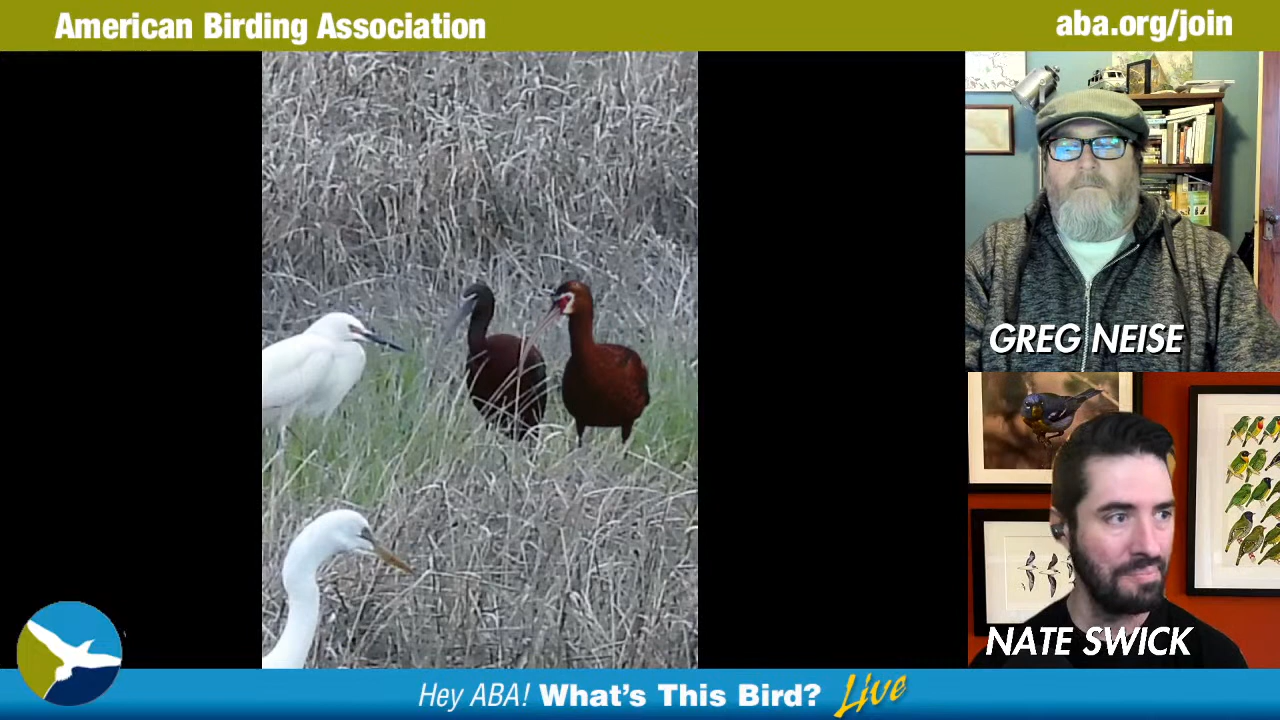 American Birding Association
aba.org/join
GREG NEISE
NATE SWICK
Hey ABA! What's This Bird? Live